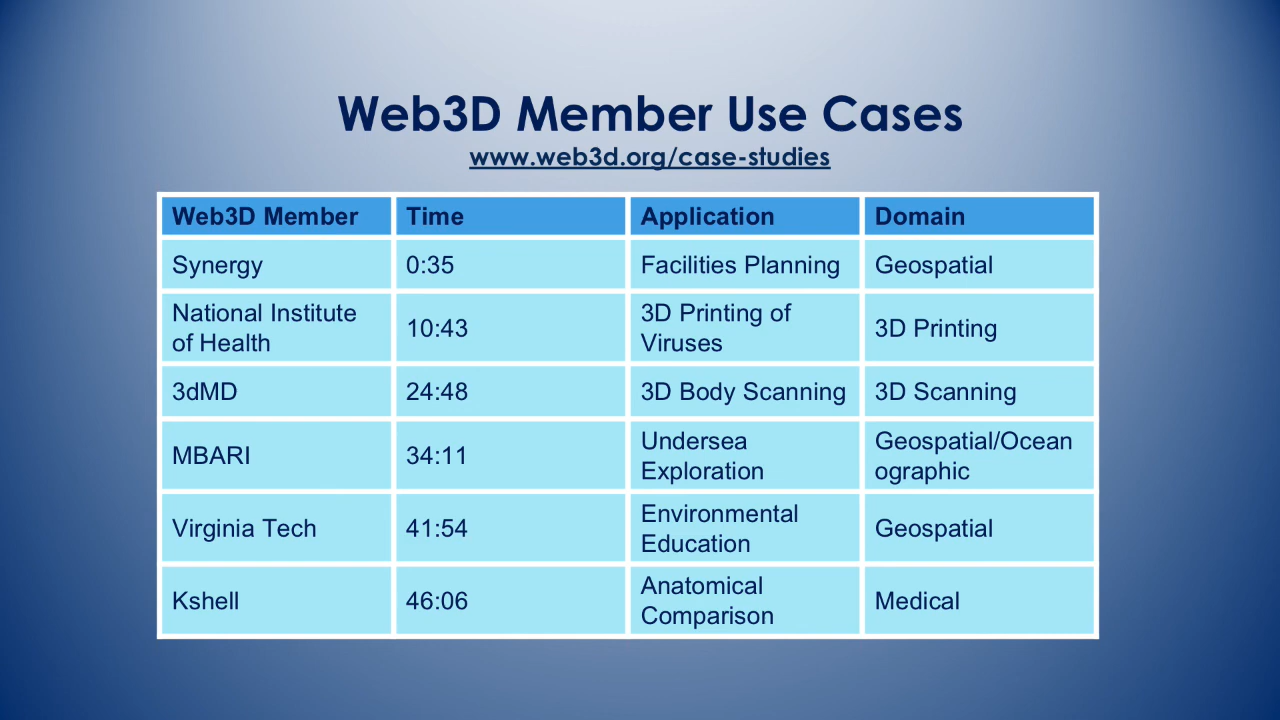 Web3D Member Use Cases
www.web3d.org/case-studies
Web3D Member Time Application Domain
Synergy 0:35 Facilities Planning Geospatial
National Institute
of Health
10:43
3D Printing of
Viruses
3D Printing
3dMD 24:48 3D Body Scanning 3D Scanning
MBARI 34:11
Undersea
Exploration
Geospatial/Ocean
ographic
Virginia Tech 41:54
Environmental
Education
Geospatial
Kshell 46:06
Anatomical
Comparison
Medical